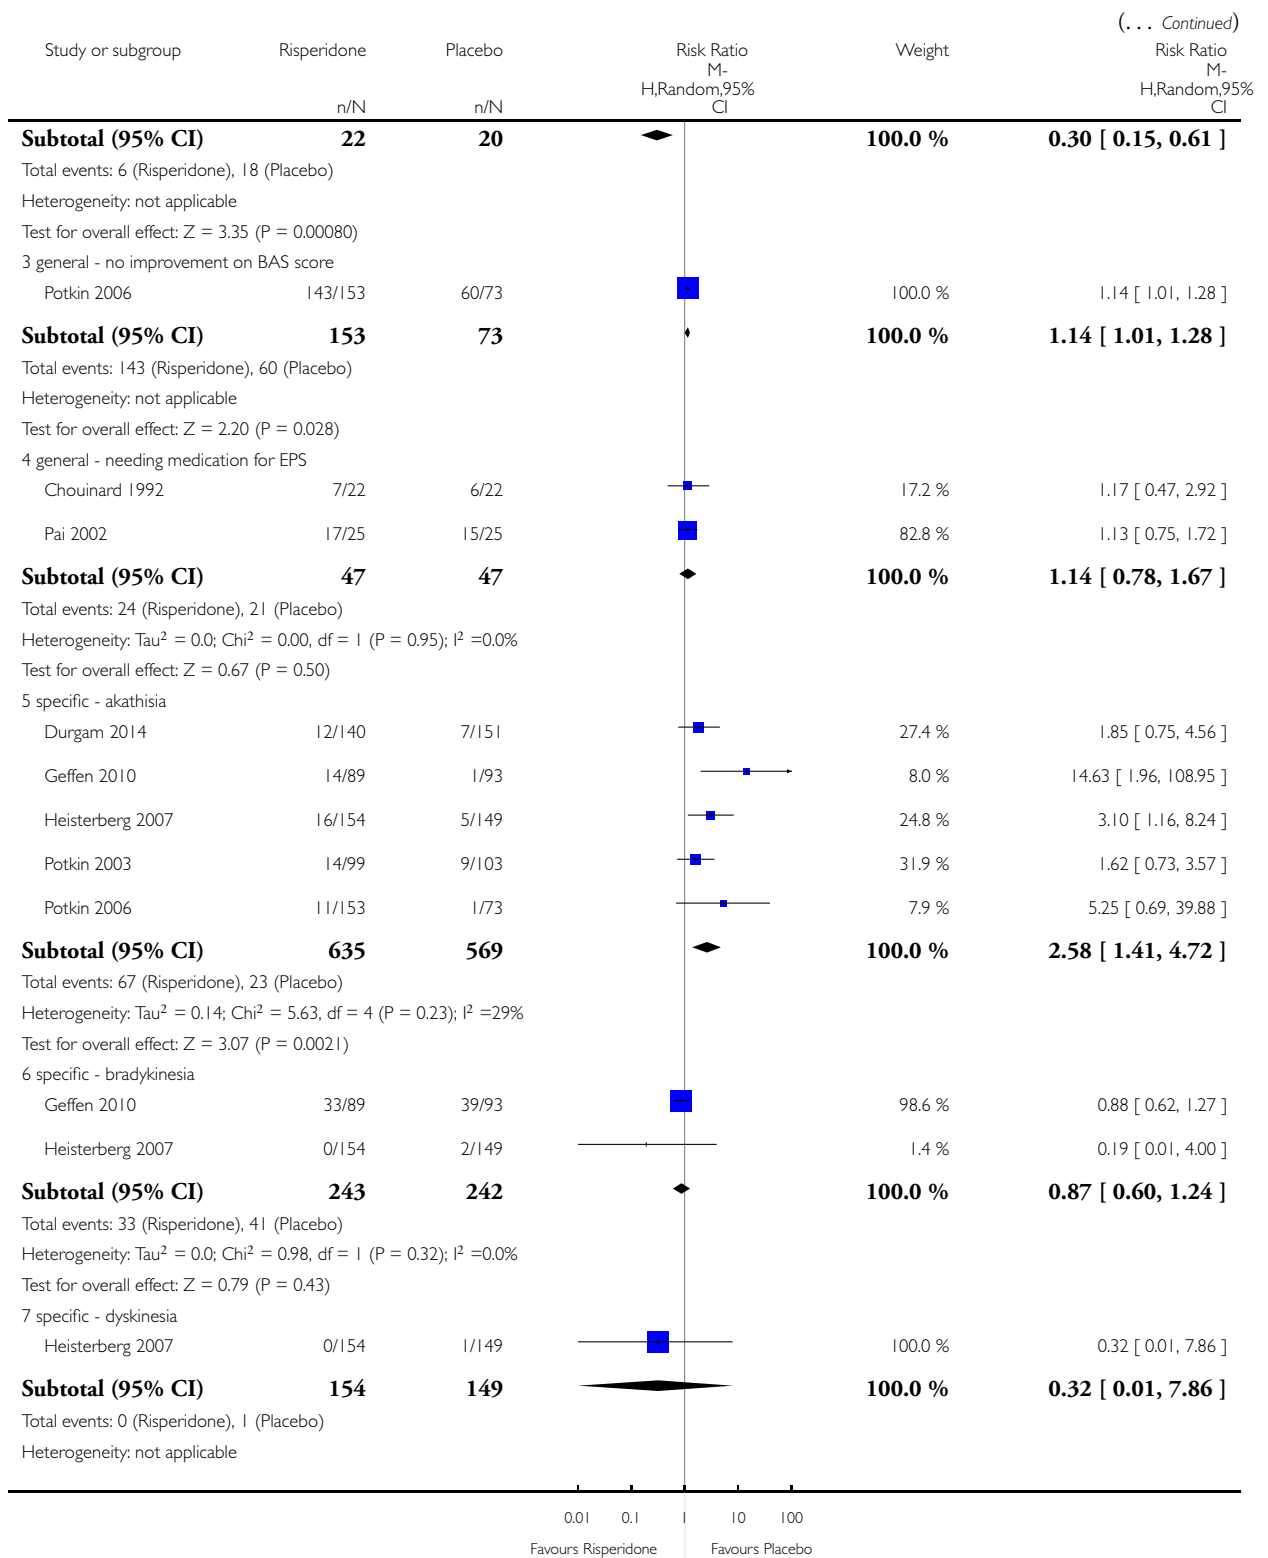 (... Continued)
Study or subgroup Risperidone Placebo Risk Ratio Weight Risk Ratio
M- M-
H,Random,95% H,Random,95%
n/N n/N CI CI
Subtotal (95% CI) 22 20 100.0 % 0.30 [ 0.15, 0.61 ]
Total events: 6 (Risperidone), 18 (Placebo)
Heterogeneity: not applicable
Test for overall effect: Z = 3.35 (P = 0.00080)
3 general - no improvement on BAS score
Potkin 2006 143/153 60/73 100.0 % 1.14 [ 1.01, 1.28 ]
Subtotal (95% CI) 153 73 100.0 % 1.14 [ 1.01, 1.28 ]
Total events: 143 (Risperidone), 60 (Placebo)
Heterogeneity: not applicable
Test for overall effect: Z = 2.20 (P = 0.028)
4 general - needing medication for EPS
Chouinard 1992 7/22 6/22 17.2 % 1.17 [ 0.47, 2.92 ]
Pai 2002 17/25 15/25 82.8 % 1.13 [ 0.75, 1.72 ]
Subtotal (95% CI) 47 47 100.0 % 1.14 [ 0.78, 1.67 ]
Total events: 24 (Risperidone), 21 (Placebo)
Heterogeneity: Tau² = 0.0; Chi² = 0.00, df = 1 (P = 0.95); I² =0.0%
Test for overall effect: Z = 0.67 (P = 0.50)
5 specific - akathisia
Durgam 2014 12/140 7/151 27.4 % 1.85 [ 0.75, 4.56 ]
Geffen 2010 14/89 1/93 8.0 % 14.63 [ 1.96, 108.95 ]
Heisterberg 2007 16/154 5/149 24.8 % 3.10 [ 1.16, 8.24 ]
Potkin 2003 14/99 9/103 31.9 % 1.62 [ 0.73, 3.57 ]
Potkin 2006 11/153 1/73 7.9 % 5.25 [ 0.69, 39.88 ]
Subtotal (95% CI) 635 569 100.0 % 2.58 [ 1.41, 4.72 ]
Total events: 67 (Risperidone), 23 (Placebo)
Heterogeneity: Tau² = 0.14; Chi² = 5.63, df = 4 (P = 0.23); I² =29%
Test for overall effect: Z = 3.07 (P = 0.0021)
6 specific - bradykinesia
Geffen 2010 33/89 39/93 98.6 % 0.88 [ 0.62, 1.27 ]
Heisterberg 2007 0/154 2/149 1.4 % 0.19 [ 0.01, 4.00 ]
Subtotal (95% CI) 243 242 100.0 % 0.87 [ 0.60, 1.24 ]
Total events: 33 (Risperidone), 41 (Placebo)
Heterogeneity: Tau² = 0.0; Chi² = 0.98, df = 1 (P = 0.32); I² =0.0%
Test for overall effect: Z = 0.79 (P = 0.43)
7 specific - dyskinesia
Heisterberg 2007 0/154 1/149 100.0 % 0.32 [ 0.01, 7.86 ]
Subtotal (95% CI) 154 149 100.0 % 0.32 [ 0.01, 7.86 ]
Total events: 0 (Risperidone), 1 (Placebo)
Heterogeneity: not applicable
0.01 0.1 1 10 100
Favours Risperidone Favours Placebo